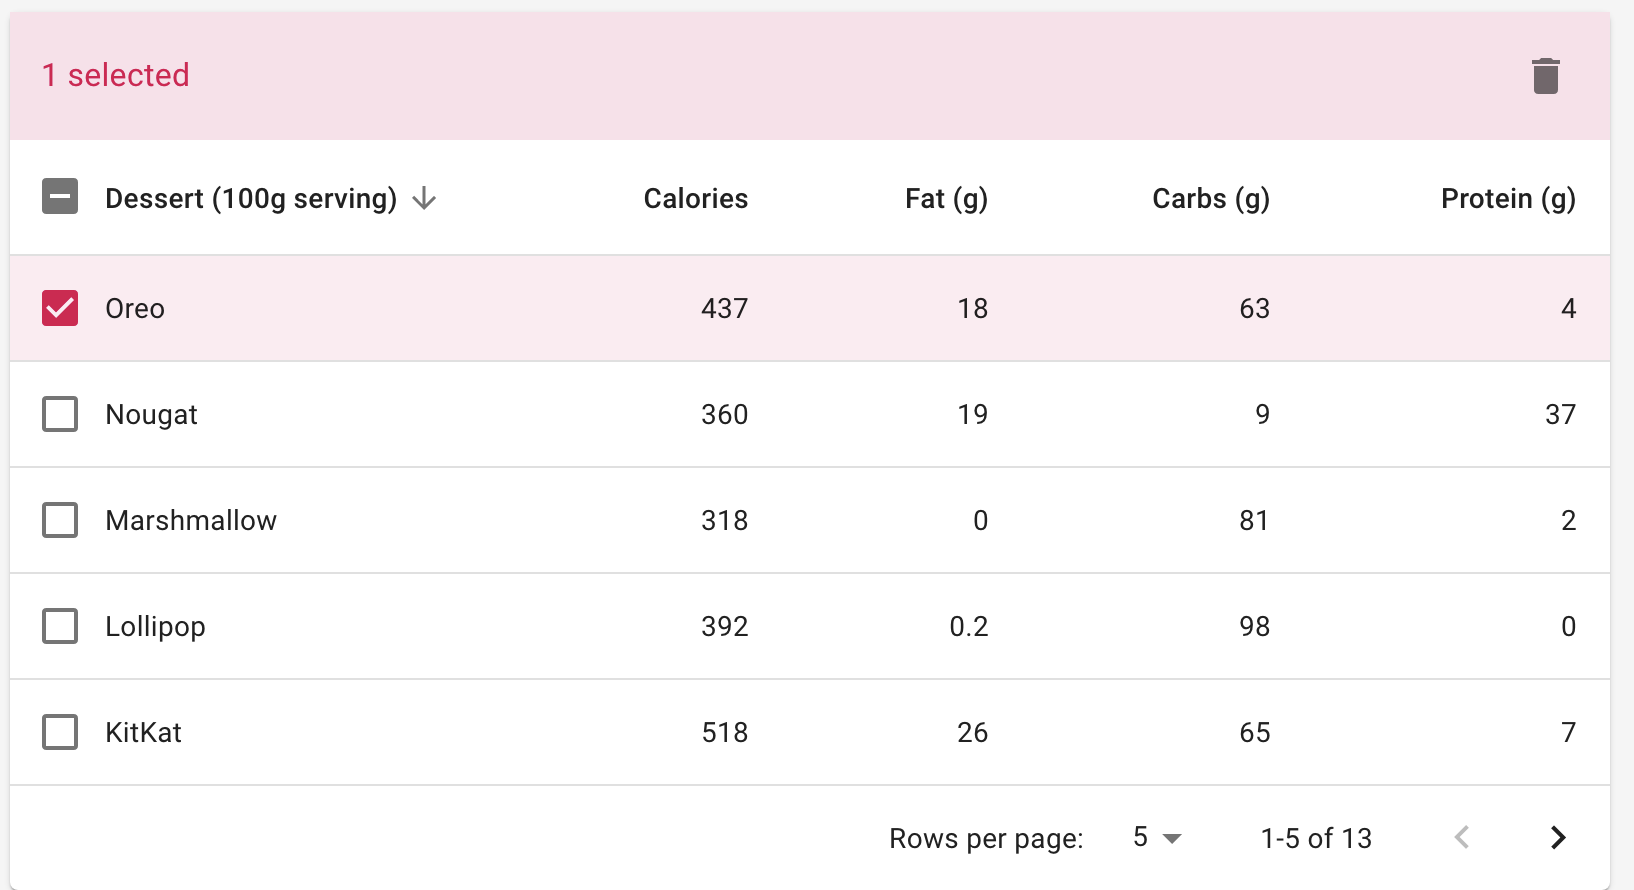 1 selected
Dessert (100g serving) Calories Fat (g) Carbs (g) Protein (g)
Oreo 437 18 63 4
Nougat 360 19 9 37
Marshmallow 318 0 81 2
Lollipop 392 0.2 98 0
KitKat 518 26 65 7
Rows per page: 5 1-5 of 13